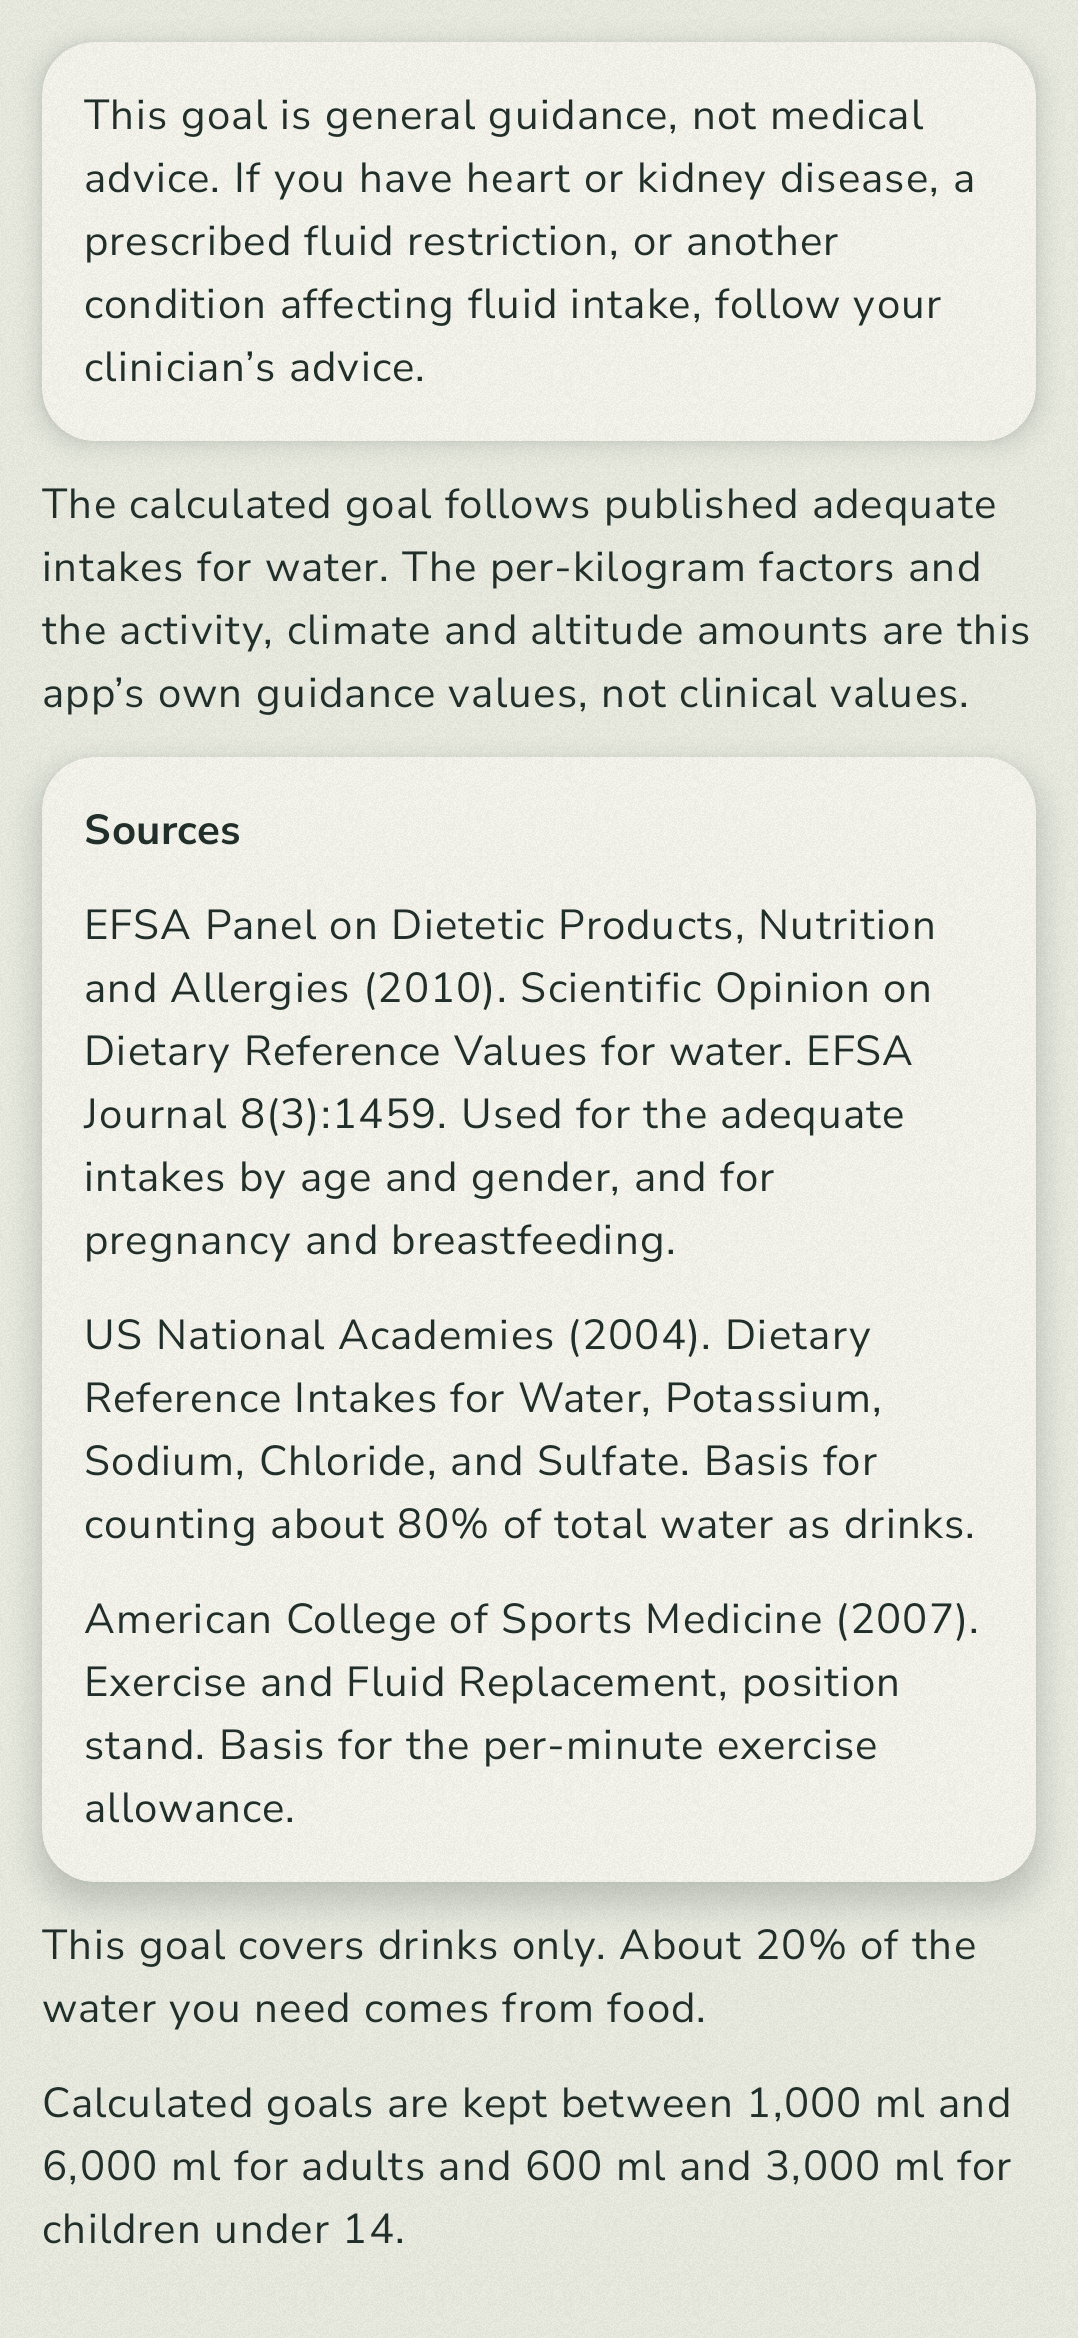 This goal is general guidance, not medical
advice. If you have heart or kidney disease, a
prescribed fluid restriction, or another
condition affecting fluid intake, follow your
clinician’s advice.
The calculated goal follows published adequate
intakes for water. The per-kilogram factors and
the activity, climate and altitude amounts are this
app’s own guidance values, not clinical values.
Sources
EFSA Panel on Dietetic Products, Nutrition
and Allergies (2010). Scientific Opinion on
Dietary Reference Values for water. EFSA
Journal 8(3):1459. Used for the adequate
intakes by age and gender, and for
pregnancy and breastfeeding.
US National Academies (2004). Dietary
Reference Intakes for Water, Potassium,
Sodium, Chloride, and Sulfate. Basis for
counting about 80% of total water as drinks.
American College of Sports Medicine (2007).
Exercise and Fluid Replacement, position
stand. Basis for the per-minute exercise
allowance.
This goal covers drinks only. About 20% of the
water you need comes from food.
Calculated goals are kept between 1,000 ml and
6,000 ml for adults and 600 ml and 3,000 ml for
children under 14.